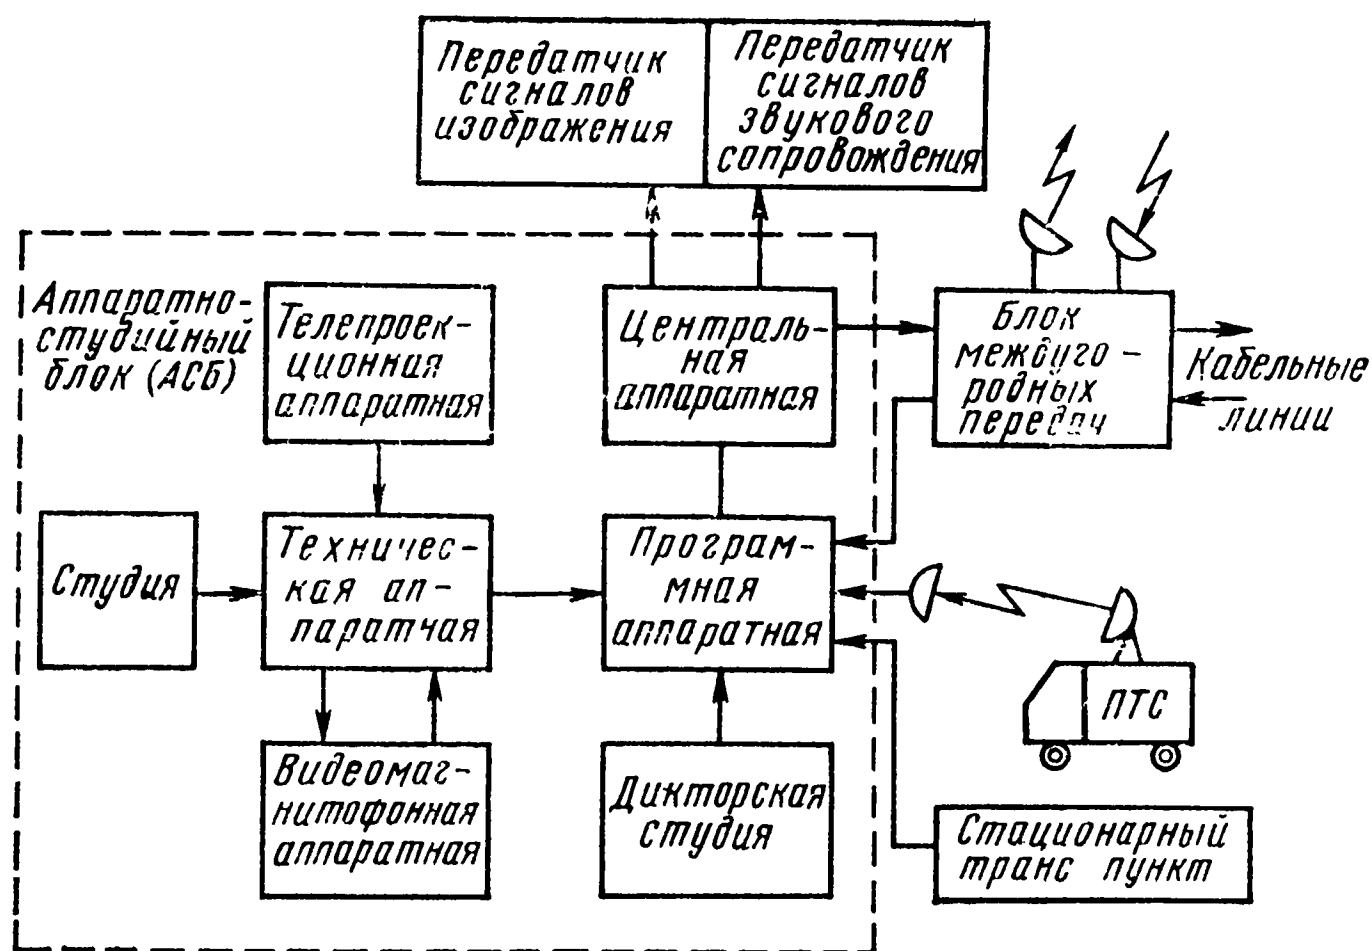 Передатчик
сигналов
изображения
Передатчик
сигналов
звукового
сопровождения
Аппаратно-
студийный
блок (АСБ)
Телепроек-
ционная
аппаратная
Централь-
ная
аппаратная
Блок
междуго-
родных
передач
Кабельные
линии
Студия
Техничес-
кая ап-
паратная
Програм-
мная
аппаратная
ПТС
Видеомаг-
нитофонная
аппаратная
Дикторская
студия
Стационарный
транс пункт